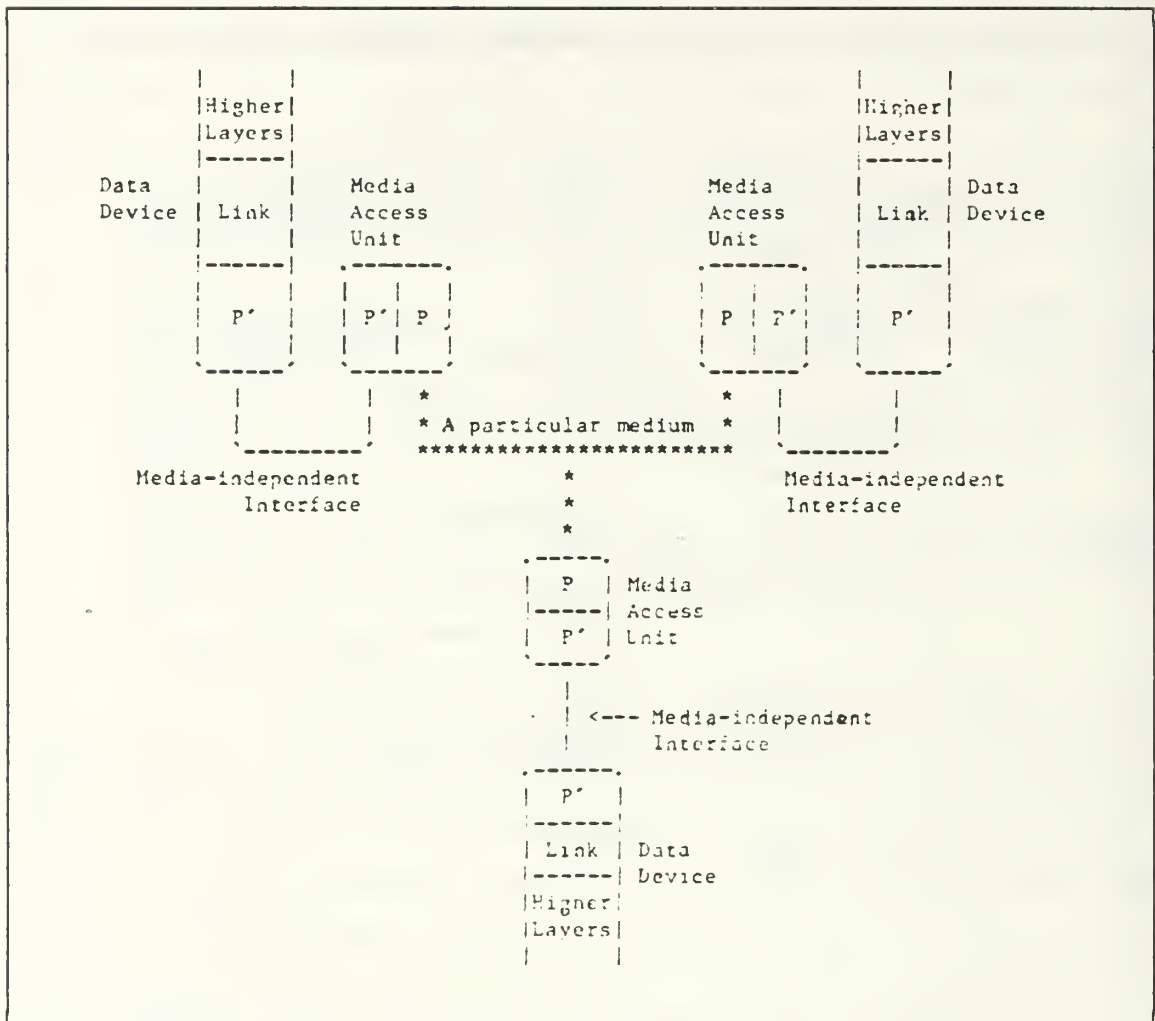 Higher Higher
Layers Layers
Data Media Media Data
Device Link Access Access Link Device
Unit Unit
P' P' P P P' P'
A particular medium
Media-independent Media-independent
Interface Interface
P Media
Access
P' Unit
<--- Media-independent
Interface
P'
Link Data
Device
Higher
Layers